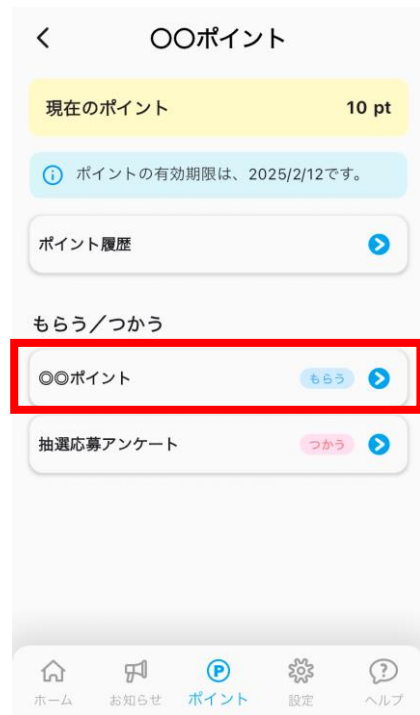 〇〇ポイント
現在のポイント 10 pt
ポイントの有効期限は、2025/2/12です。
ポイント履歴
もらう／つかう
◎◎ポイント もらう
抽選応募アンケート つかう
P
ホーム お知らせ ポイント 設定 ヘルプ